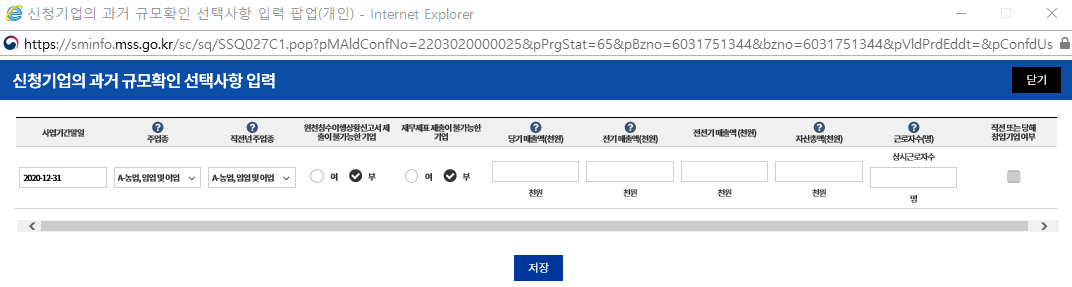 신청기업의 과거 규모확인 선택사항 입력 팝업(개인) - Internet Explorer
https://sminfo.mss.go.kr/sc/sq/SSQ027C1.pop?pMAldConfNo=2203020000025&pPrgStat=65&pBzno=6031751344&bzno=6031751344&pVldPrdEddt=&pConfdUs
신청기업의 과거 규모확인 선택사항 입력 닫기
사업기간말일 ? 주업종 ? 직전년 주업종 원천징수이행상황신고서 제출이 불가능한 기업 재무제표 제출이 불가능한 기업 ? 당기 매출액(천원) ? 전기 매출액(천원) 전전기 매출액 (천원) ? 자산총액(천원) ? 근로자수(명) 직전 또는 당해 창업기업 여부
상시근로자수
2020-12-31 A-농업, 임업 및 어업 A-농업, 임업 및 어업 여 부 여 부
천원 천원 천원 천원 명
저장